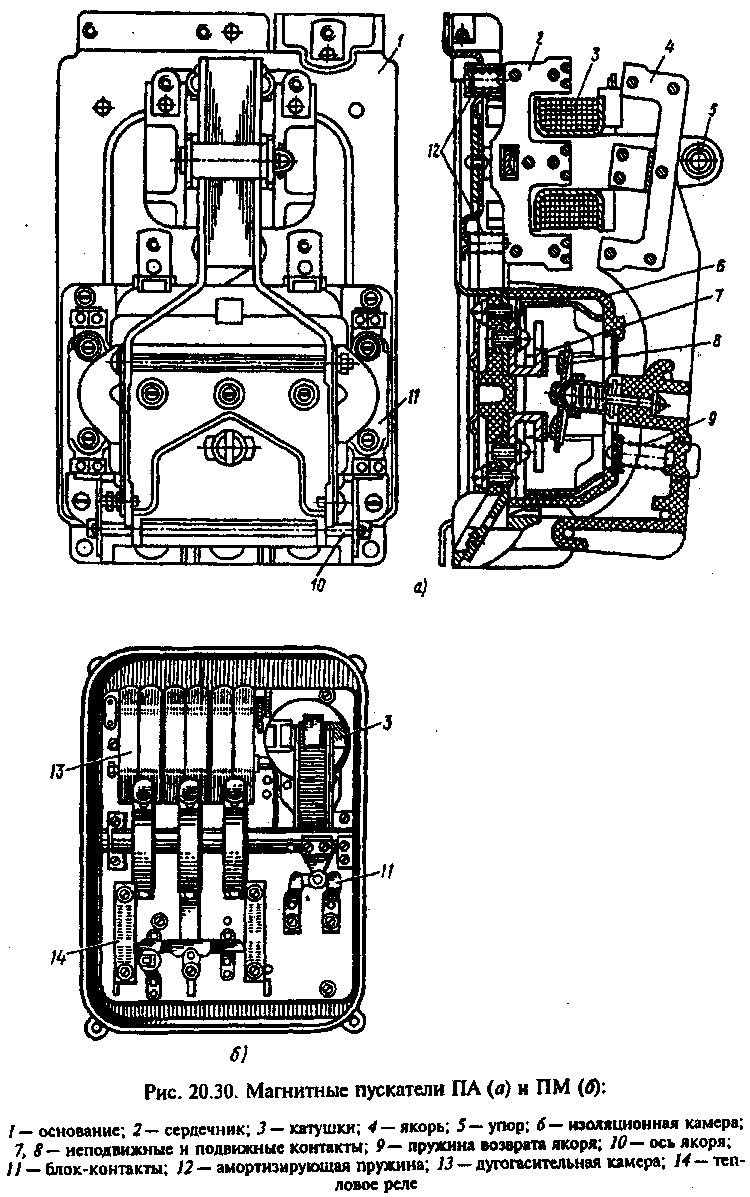 1
2
3
4
5
12
6
7
8
11
9
10
а)
3
13
11
14
б)
Рис. 20.30. Магнитные пускатели ПА (а) и ПМ (б):
1 — основание; 2 — сердечник; 3 — катушки; 4 — якорь; 5 — упор; 6 — изоляционная камера;
7, 8 — неподвижные и подвижные контакты; 9 — пружина возврата якоря; 10 — ось якоря;
11 — блок-контакты; 12 — амортизирующая пружина; 13 — дугогасительная камера; 14 — теп-
ловое реле